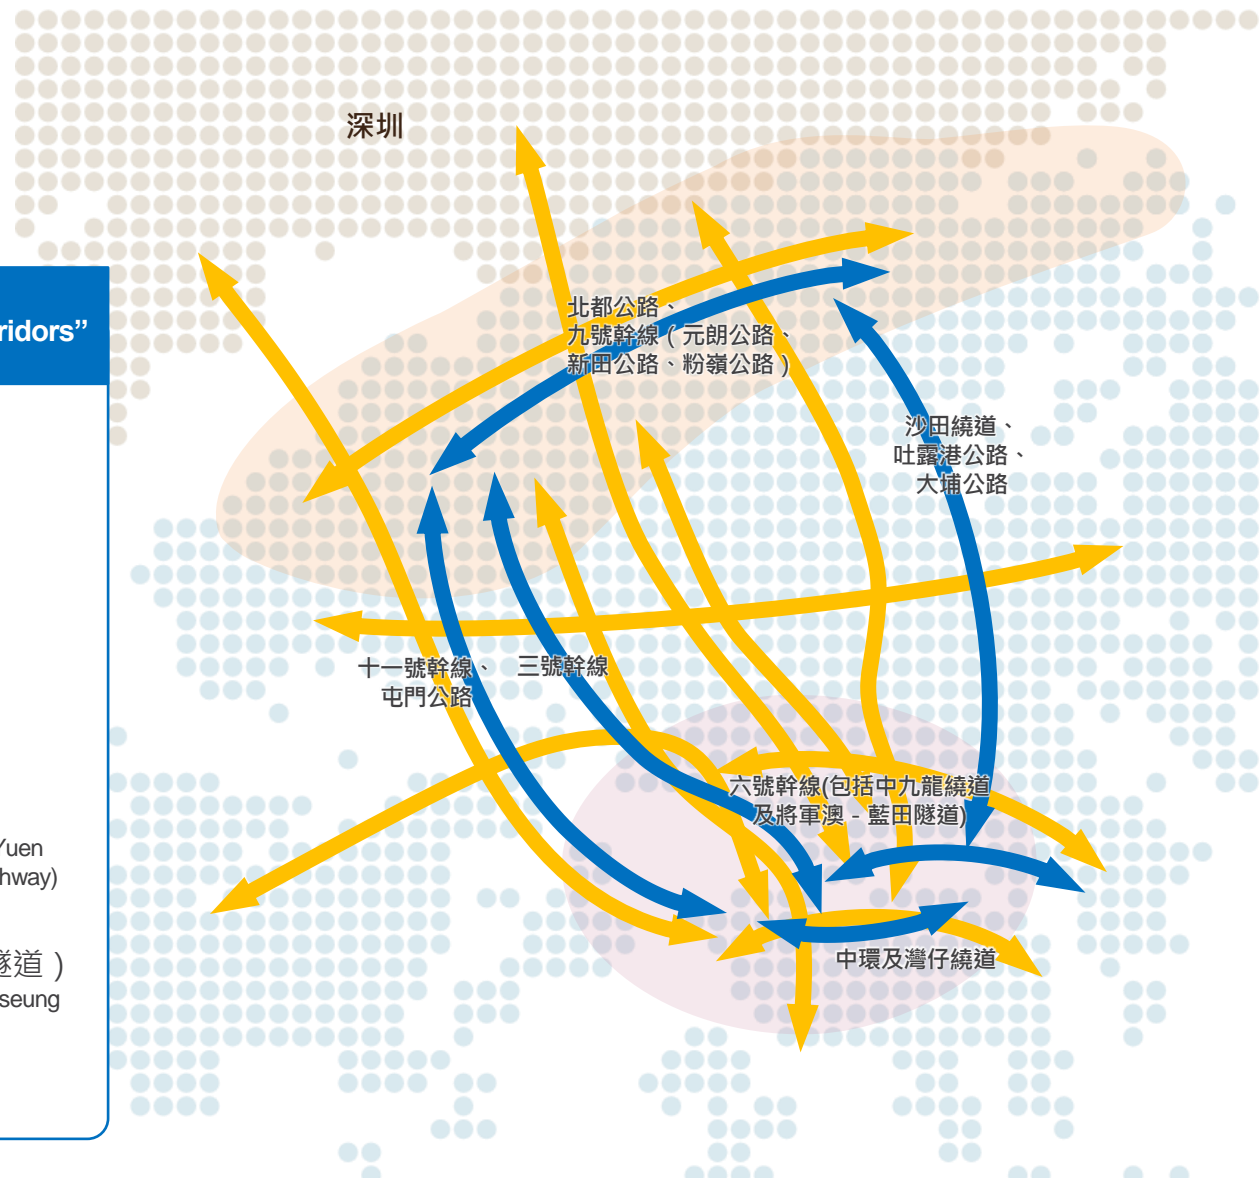 深圳
ridors”
北都公路、
九號幹線（元朗公路、
新田公路、粉嶺公路）
沙田繞道、
吐露港公路、
大埔公路
十一號幹線、
屯門公路
三號幹線
六號幹線(包括中九龍繞道
及將軍澳 - 藍田隧道)
Yuen
hway)
隧道）
seung
中環及灣仔繞道